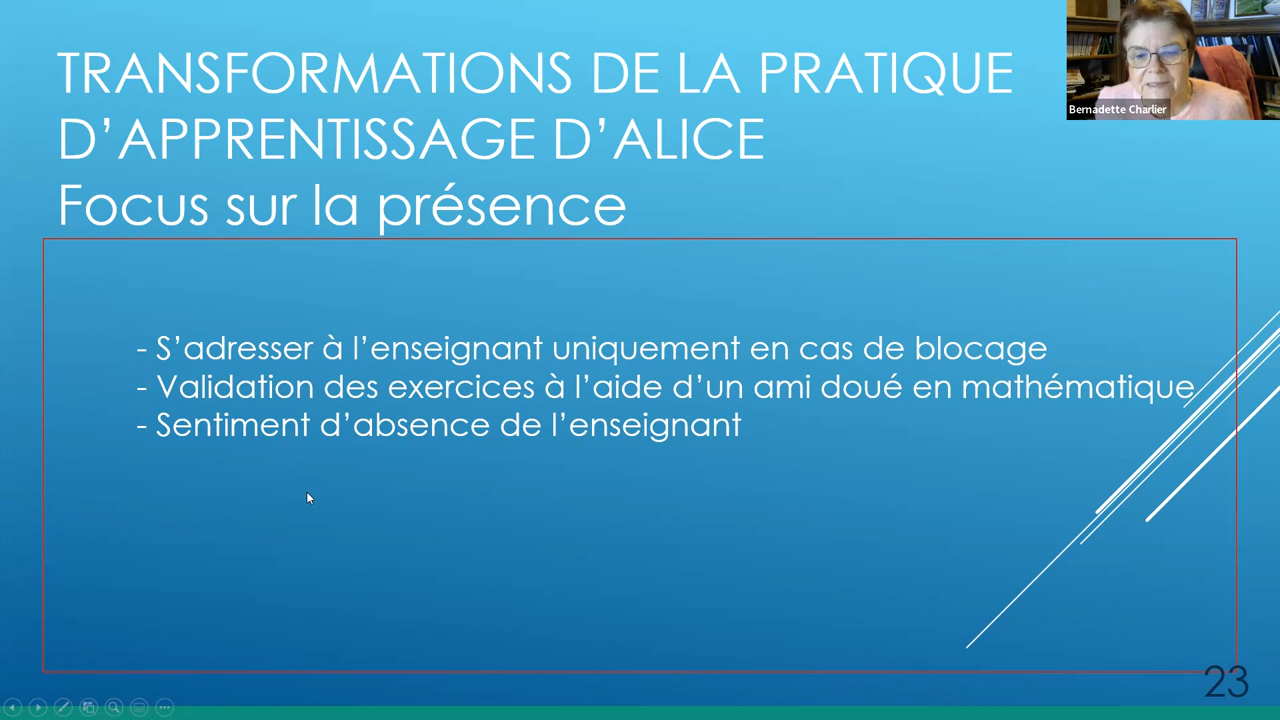 TRANSFORMATIONS DE LA PRATIQUE
D’APPRENTISSAGE D’ALICE
Focus sur la présence
Bernadette Charlier
- S’adresser à l’enseignant uniquement en cas de blocage
- Validation des exercices à l’aide d’un ami doué en mathématique
- Sentiment d’absence de l’enseignant
23